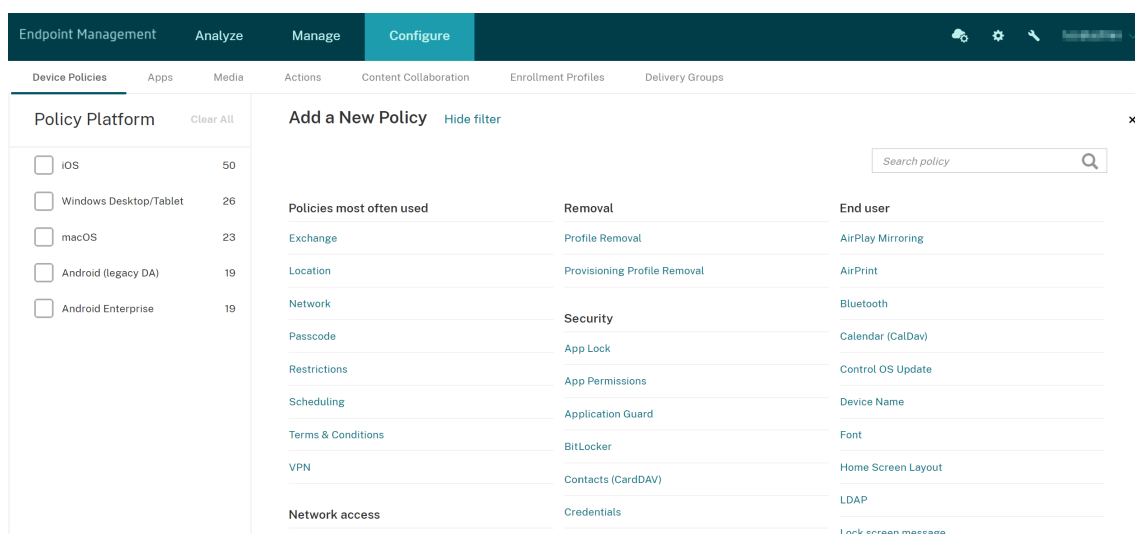 Endpoint Management Analyze Manage Configure
Device Policies Apps Media Actions Content Collaboration Enrollment Profiles Delivery Groups
Policy Platform Clear All
iOS 50
Windows Desktop/Tablet 26
macOS 23
Android (legacy DA) 19
Android Enterprise 19
Add a New Policy Hide filter
Search policy
Policies most often used
Exchange
Location
Network
Passcode
Restrictions
Scheduling
Terms & Conditions
VPN
Network access
Removal
Profile Removal
Provisioning Profile Removal
Security
App Lock
App Permissions
Application Guard
BitLocker
Contacts (CardDAV)
Credentials
End user
AirPlay Mirroring
AirPrint
Bluetooth
Calendar (CalDav)
Control OS Update
Device Name
Font
Home Screen Layout
LDAP
Lock screen message